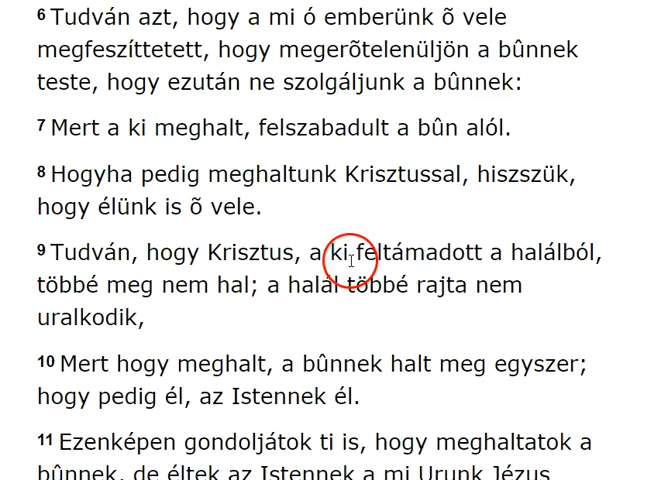 6 Tudván azt, hogy a mi ó emberünk õ vele
megfeszíttetett, hogy megerõtelenüljön a bûnnek
teste, hogy ezután ne szolgáljunk a bûnnek:
7 Mert a ki meghalt, felszabadult a bûn alól.
8 Hogyha pedig meghaltunk Krisztussal, hiszszük,
hogy élünk is õ vele.
9 Tudván, hogy Krisztus, a ki feltámadott a halálból,
többé meg nem hal; a halál többé rajta nem
uralkodik,
10 Mert hogy meghalt, a bûnnek halt meg egyszer;
hogy pedig él, az Istennek él.
11 Ezenképen gondoljátok ti is, hogy meghaltatok a
bûnnek, de éltek az Istennek a mi Urunk Jézus